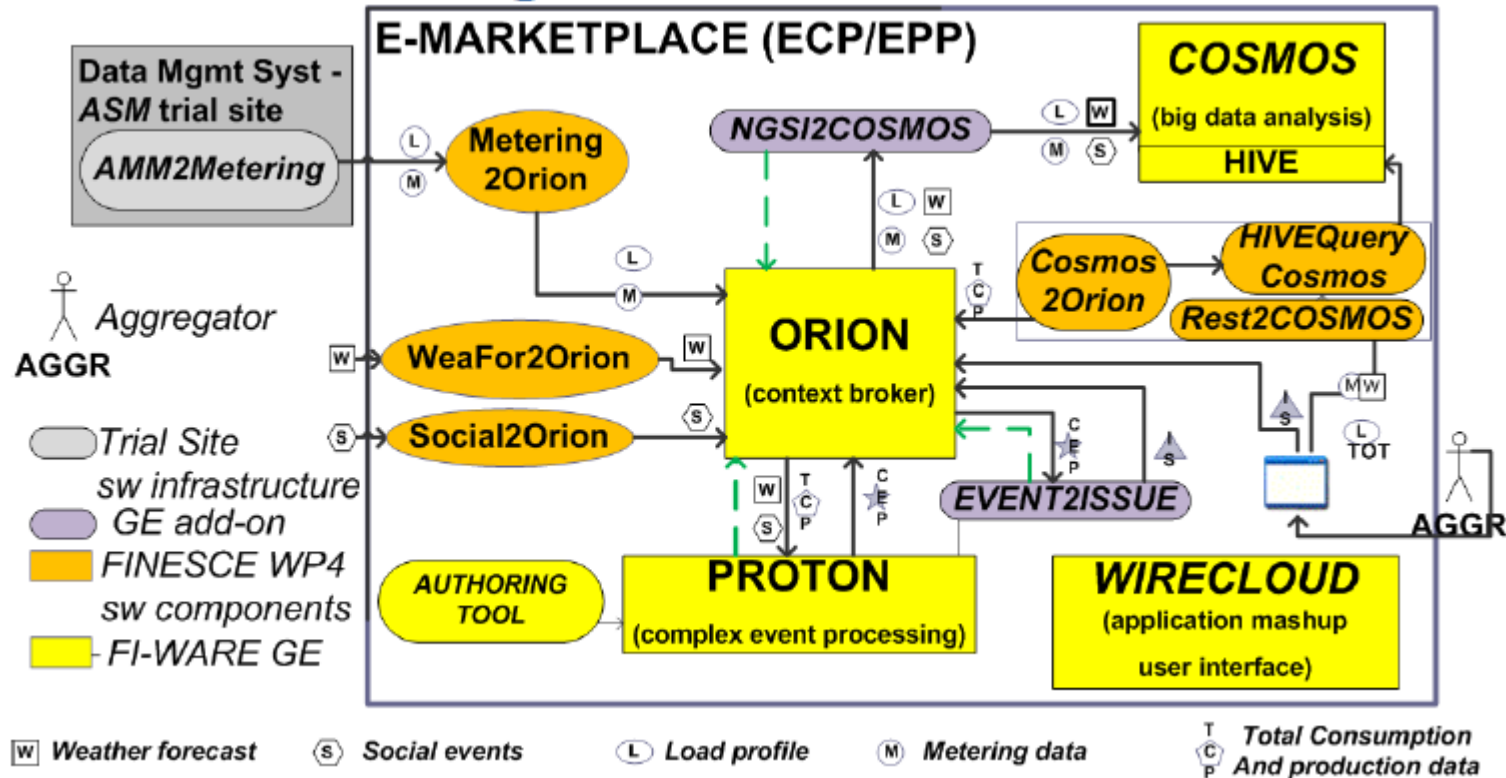 E-MARKETPLACE (ECP/EPP)
Data Mgmt Syst -
ASM trial site
AMM2Metering
L
M
Metering
2Orion
NGSI2COSMOS
L W
M S
COSMOS
(big data analysis)
HIVE
L W
M S
L
M
T
C
P
Cosmos
2Orion
HIVEQuery
Cosmos
Rest2COSMOS
Aggregator
AGGR
W
WeaFor2Orion
W
ORION
(context broker)
M W
S
Social2Orion
S
I
S
L
TOT
Trial Site
sw infrastructure
GE add-on
FINESCE WP4
sw components
FI-WARE GE
W
S
T
C
P
C
E
P
C
E
P
I
S
EVENT2ISSUE
AGGR
AUTHORING
TOOL
PROTON
(complex event processing)
WIRECLOUD
(application mashup
user interface)
W Weather forecast
S Social events
L Load profile
M Metering data
T
C
P
Total Consumption
And production data